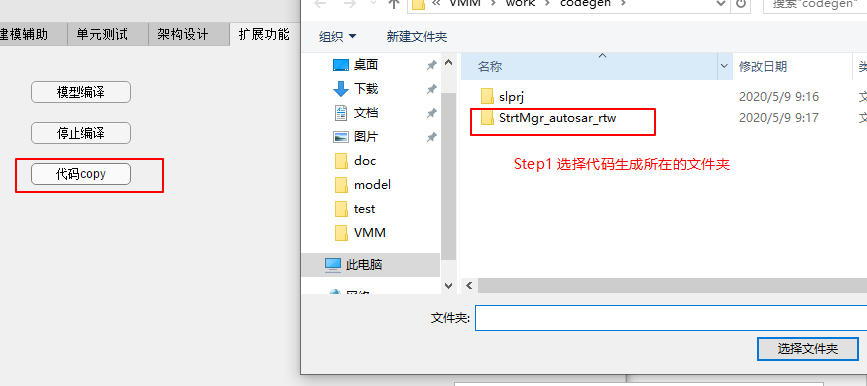 建模辅助
单元测试
架构设计
扩展功能
模型编译
停止编译
代码copy
« VMM › work › codegen ›
搜索"codegen"
组织
新建文件夹
桌面
下载
文档
图片
doc
model
test
VMM
此电脑
网络
名称
修改日期
slprj
2020/5/9 9:16
StrtMgr_autosar_rtw
2020/5/9 9:17
Step1 选择代码生成所在的文件夹
文件夹:
选择文件夹